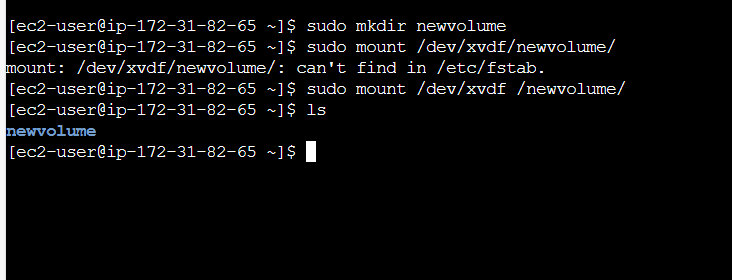 [ec2-user@ip-172-31-82-65 ~]$ sudo mkdir newvolume
[ec2-user@ip-172-31-82-65 ~]$ sudo mount /dev/xvdf/newvolume/
mount: /dev/xvdf/newvolume/: can't find in /etc/fstab.
[ec2-user@ip-172-31-82-65 ~]$ sudo mount /dev/xvdf /newvolume/
[ec2-user@ip-172-31-82-65 ~]$ ls
newvolume
[ec2-user@ip-172-31-82-65 ~]$